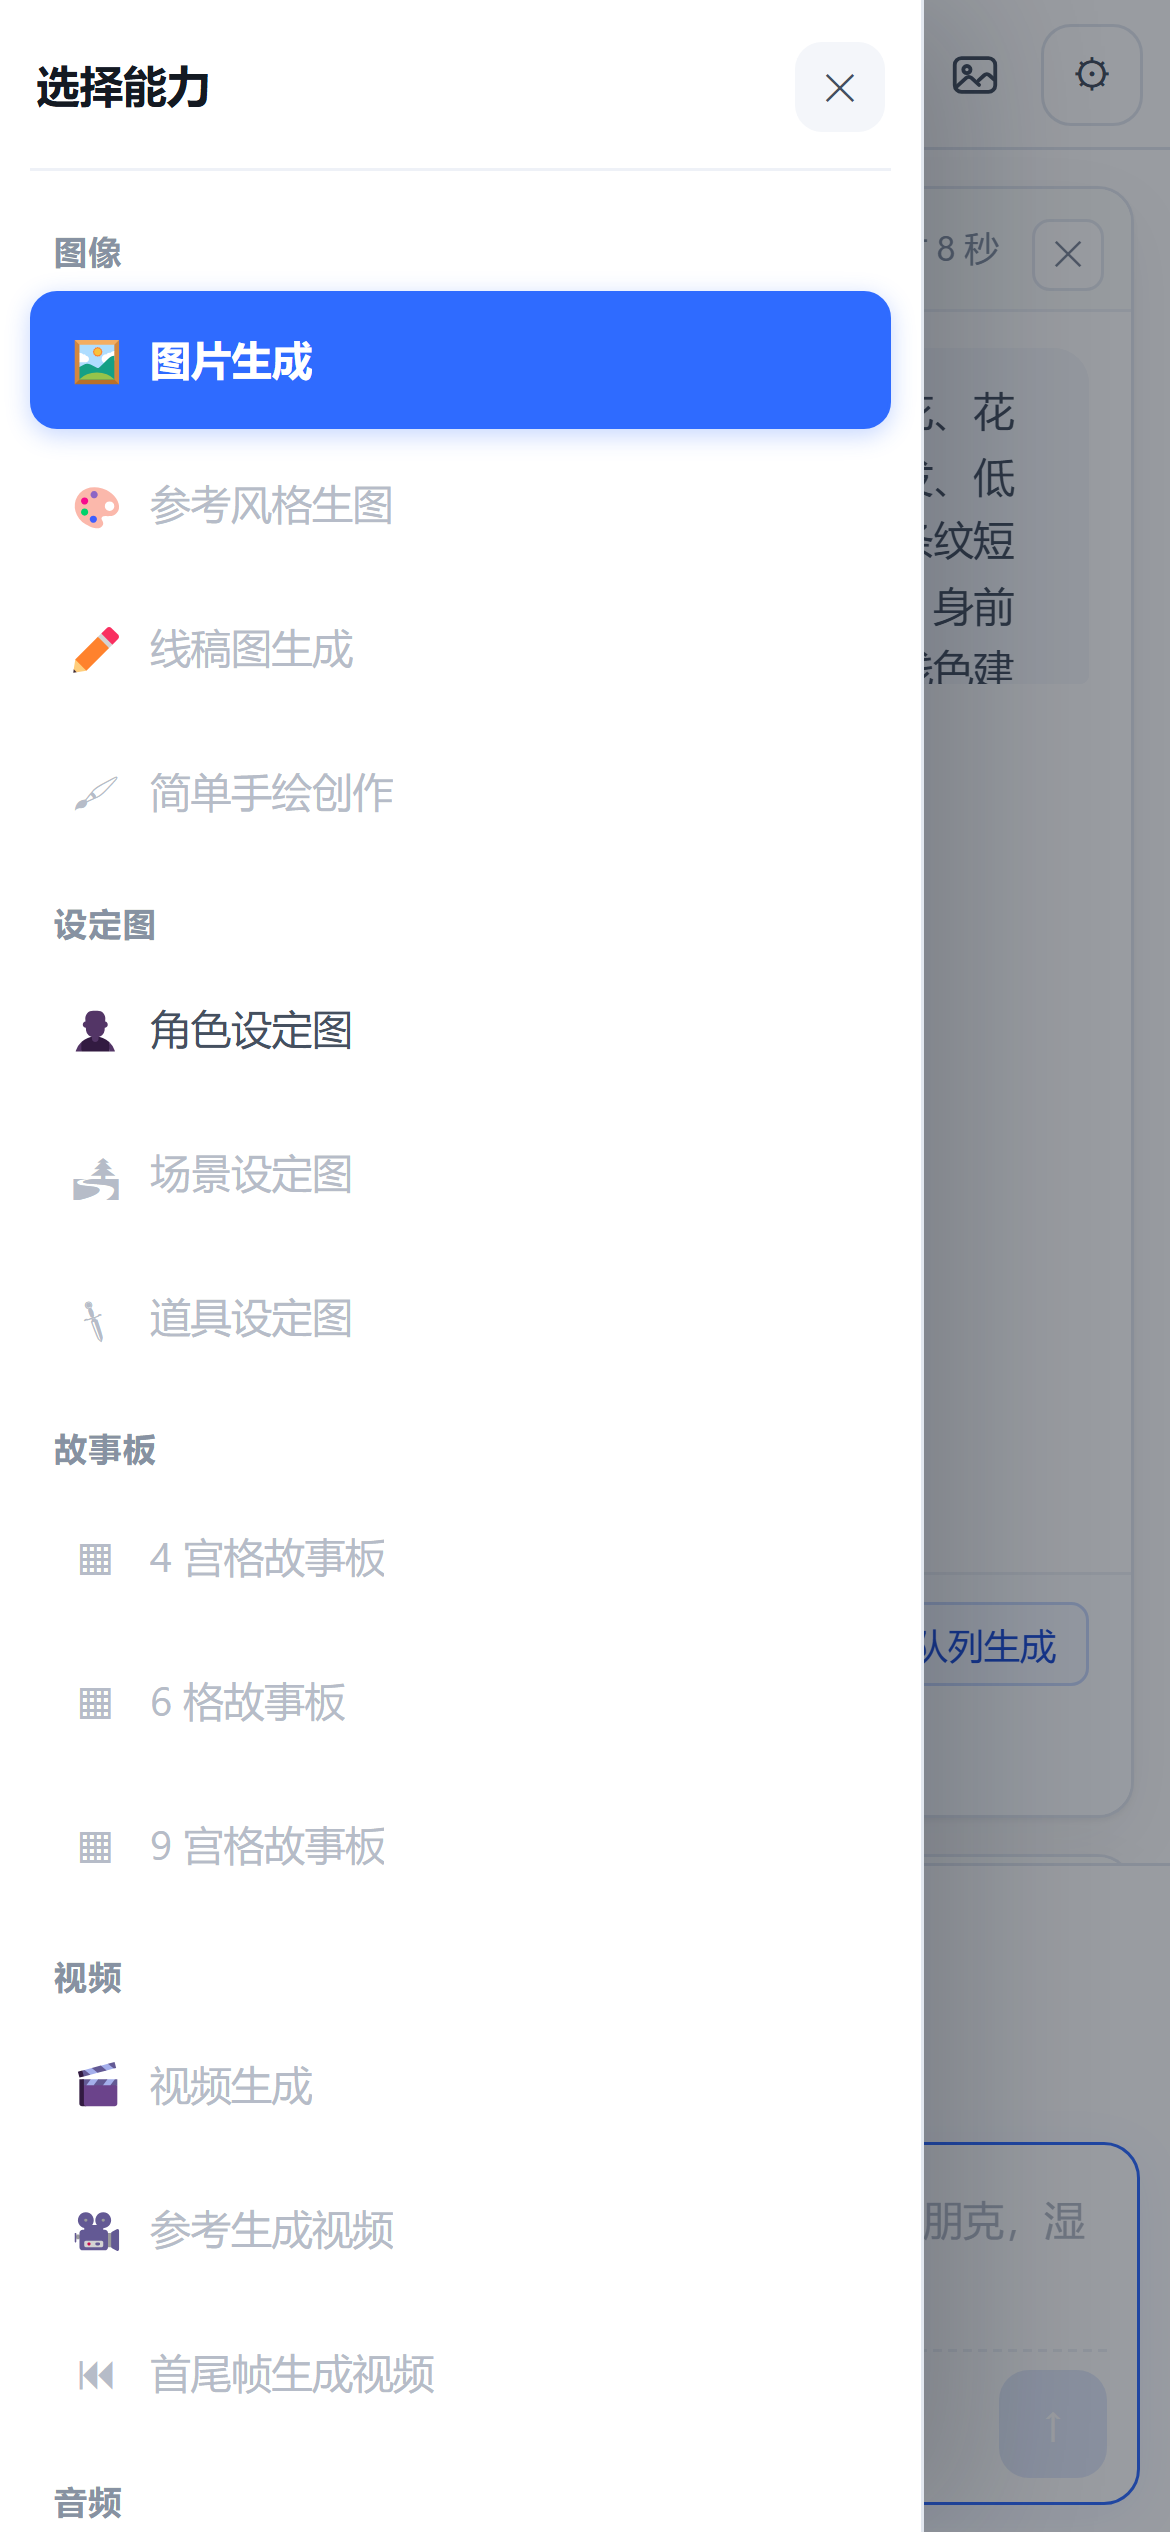 选择能力
图像
图片生成
参考风格生图
线稿图生成
简单手绘创作
设定图
角色设定图
场景设定图
道具设定图
故事板
4 宫格故事板
6 格故事板
9 宫格故事板
视频
视频生成
参考生成视频
首尾帧生成视频
音频
8 秒
、花
、低
纹短
身前
色建
队列生成
朋克，湿